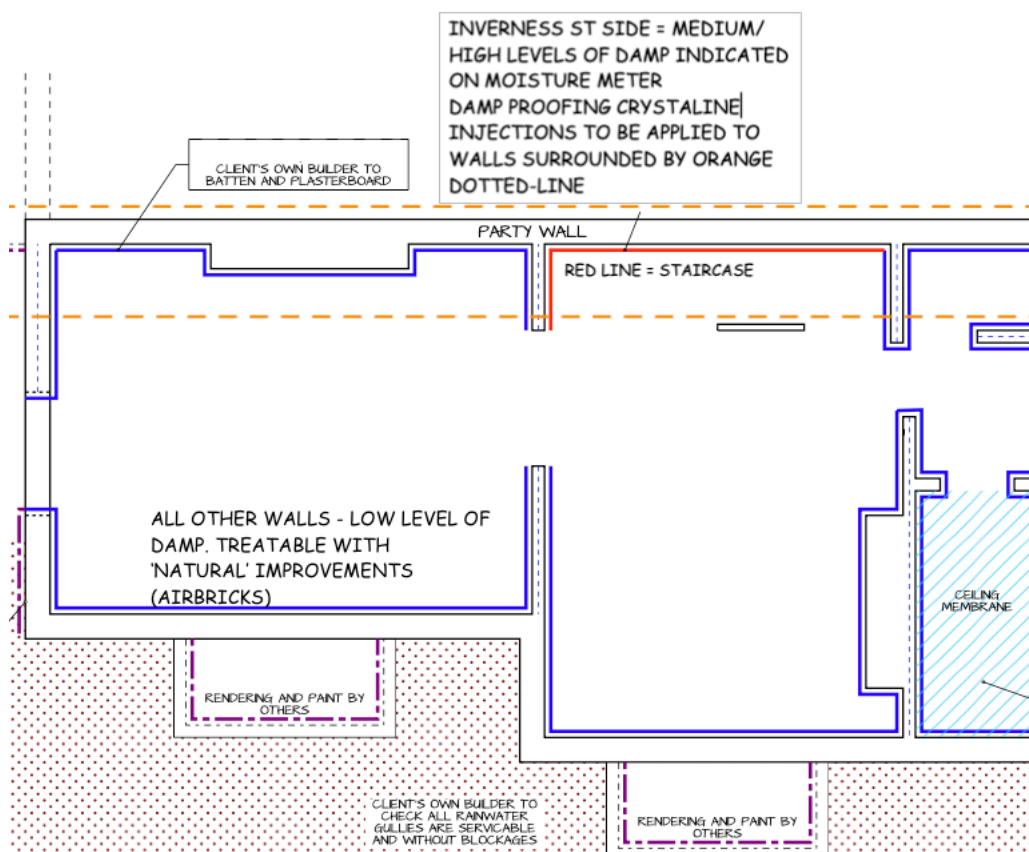 INVERNESS ST SIDE = MEDIUM/
HIGH LEVELS OF DAMP INDICATED
ON MOISTURE METER
DAMP PROOFING CRYSTALINE
INJECTIONS TO BE APPLIED TO
WALLS SURROUNDED BY ORANGE
DOTTED-LINE
CLIENT'S OWN BUILDER TO
BATTEN AND PLASTERBOARD
PARTY WALL
RED LINE = STAIRCASE
ALL OTHER WALLS - LOW LEVEL OF
DAMP. TREATABLE WITH
'NATURAL' IMPROVEMENTS
(AIRBRICKS)
CEILING
MEMBRANE
RENDERING AND PAINT BY
OTHERS
CLIENT'S OWN BUILDER TO
CHECK ALL RAINWATER
GULLIES ARE SERVICABLE
AND WITHOUT BLOCKAGES
RENDERING AND PAINT BY
OTHERS